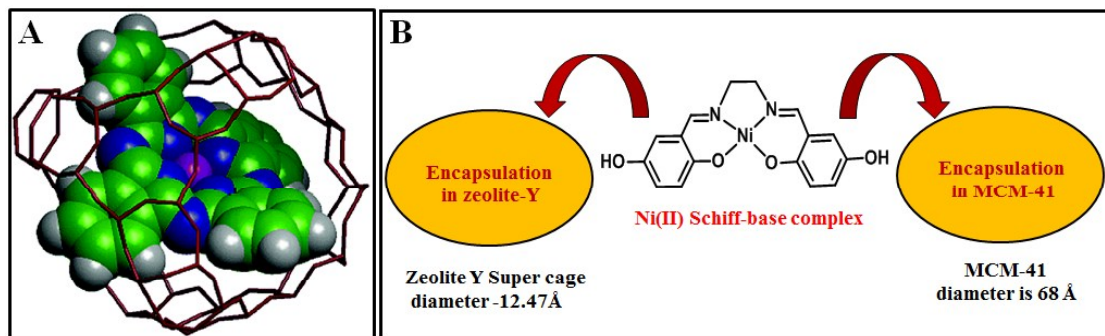 A
B
Encapsulation
in zeolite-Y
Zeolite Y Super cage
diameter -12.47Å
HO
N
N
Ni
O
O
OH
Ni(II) Schiff-base complex
Encapsulation
in MCM-41
MCM-41
diameter is 68 Å